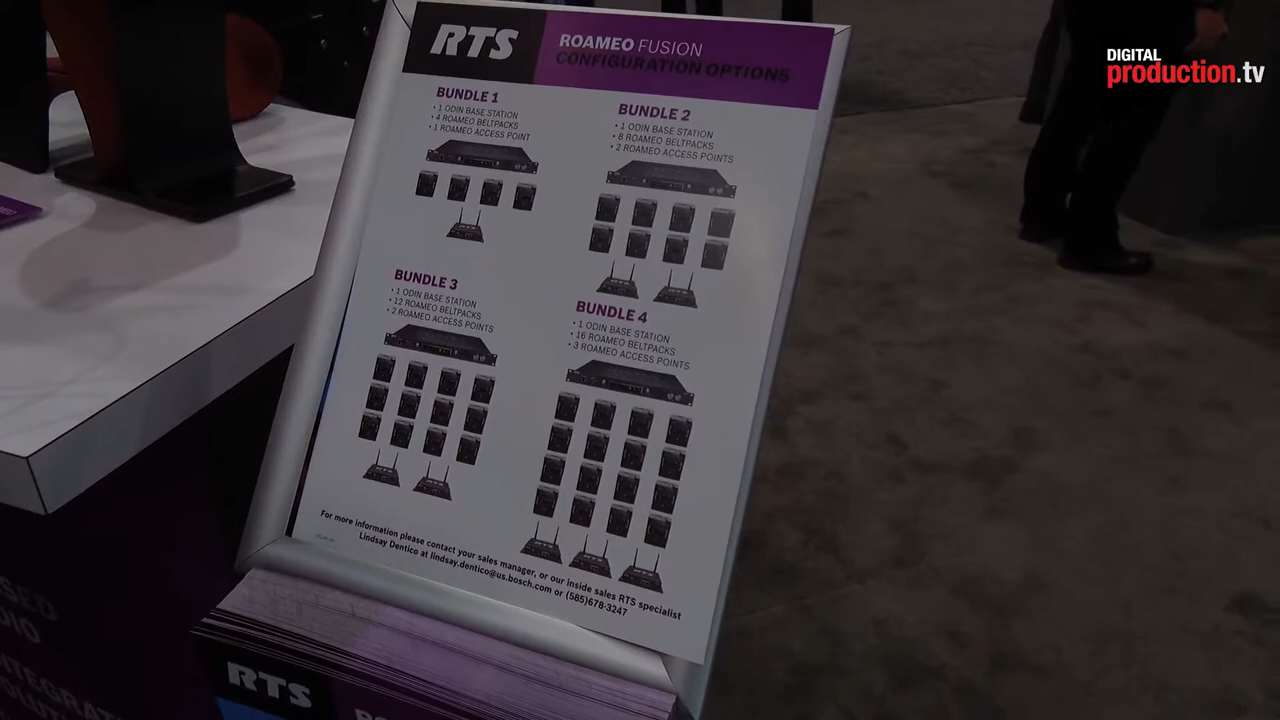 DIGITAL
production.tv
RTS
ROAMEO FUSION
CONFIGURATION OPTIONS
BUNDLE 1
• 1 ODIN BASE STATION
• 4 ROAMEO BELTPACKS
• 1 ROAMEO ACCESS POINT
BUNDLE 2
• 1 ODIN BASE STATION
• 8 ROAMEO BELTPACKS
• 2 ROAMEO ACCESS POINTS
BUNDLE 3
• 1 ODIN BASE STATION
• 12 ROAMEO BELTPACKS
• 2 ROAMEO ACCESS POINTS
BUNDLE 4
• 1 ODIN BASE STATION
• 16 ROAMEO BELTPACKS
• 3 ROAMEO ACCESS POINTS
For more information please contact your sales manager, or our inside sales RTS specialist
Lindsay Dentico at lindsay.dentico@us.bosch.com or (585)678-3247
RTS